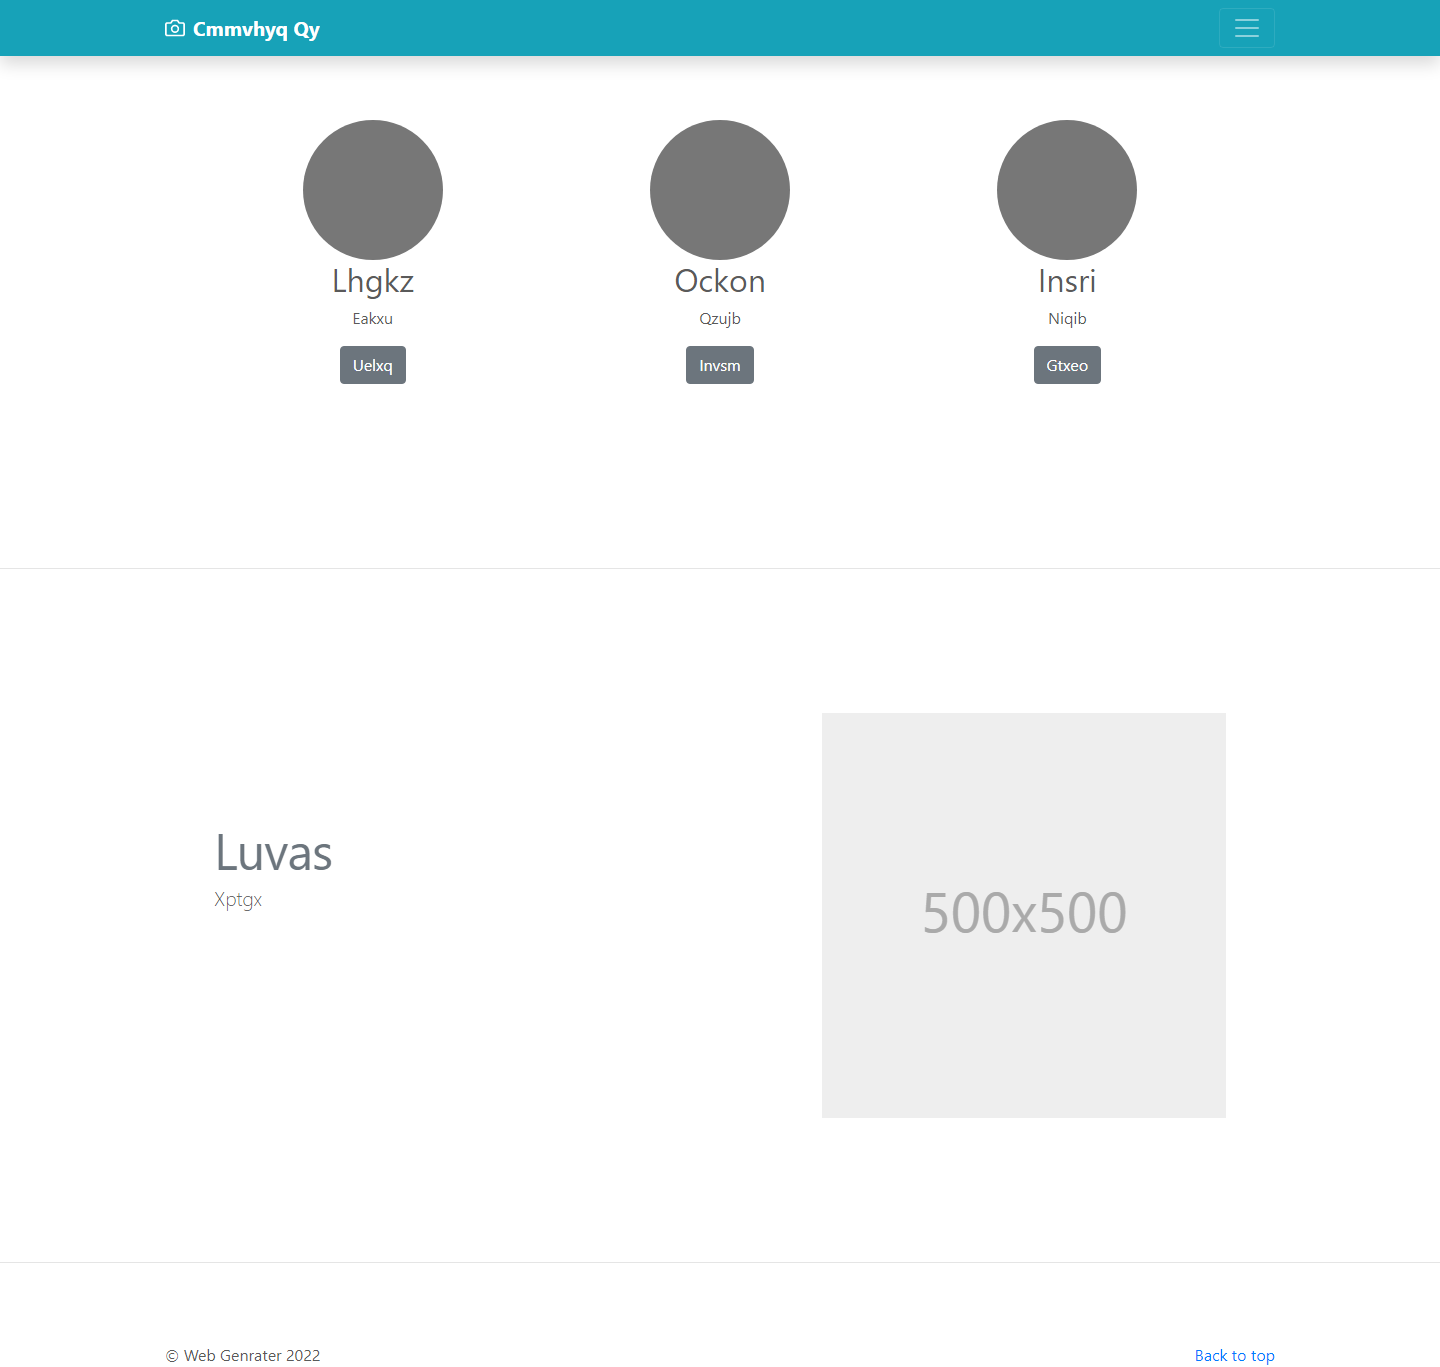 Cmmvhyq Qy
Lhgkz
Eakxu
Uelxq
Ockon
Qzujb
Invsm
Insri
Niqib
Gtxeo
Luvas
Xptgx
500x500
© Web Genrater 2022
Back to top